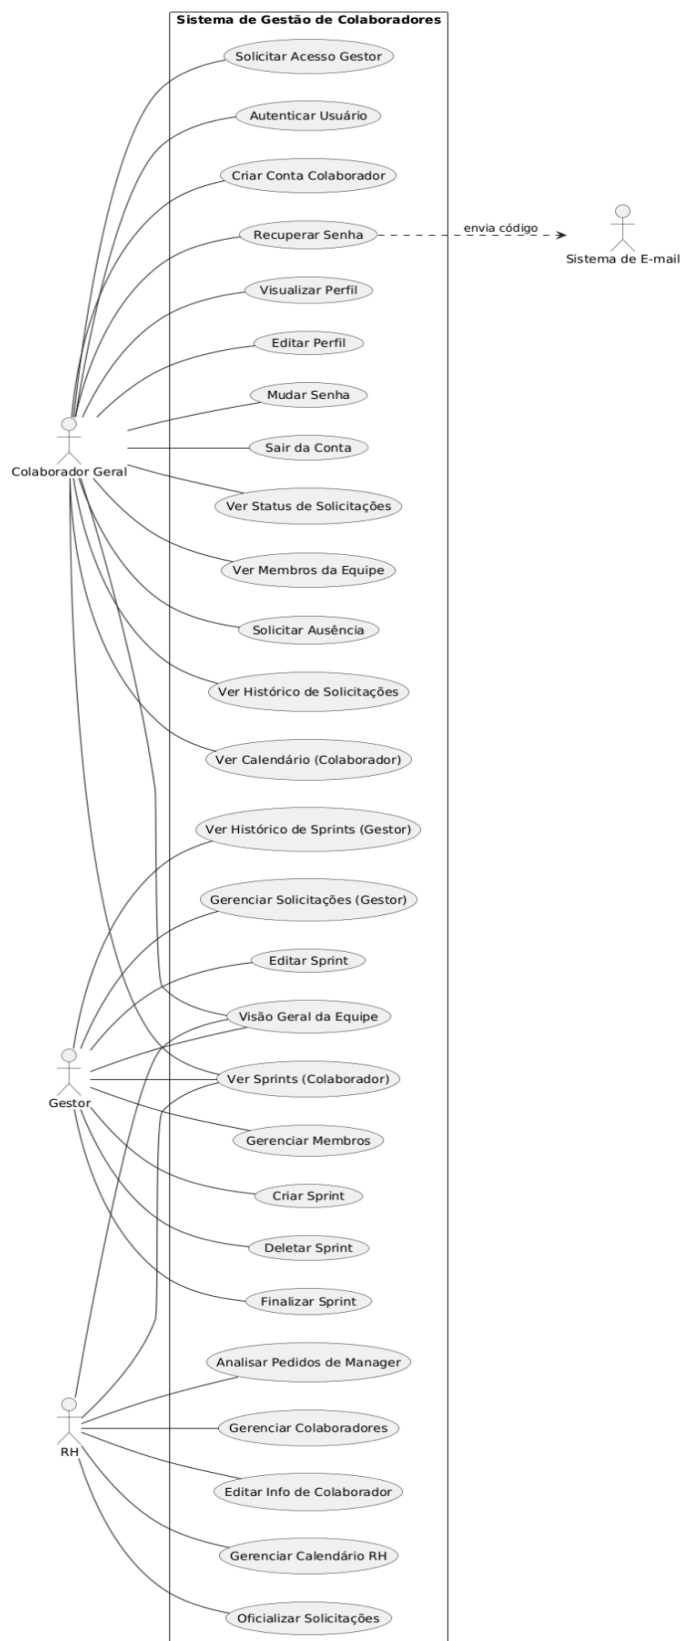 Sistema de Gestão de Colaboradores
Solicitar Acesso Gestor
Autenticar Usuário
Criar Conta Colaborador
Recuperar Senha
envia código
Sistema de E-mail
Visualizar Perfil
Editar Perfil
Mudar Senha
Sair da Conta
Colaborador Geral
Ver Status de Solicitações
Ver Membros da Equipe
Solicitar Ausência
Ver Histórico de Solicitações
Ver Calendário (Colaborador)
Ver Histórico de Sprints (Gestor)
Gerenciar Solicitações (Gestor)
Editar Sprint
Visão Geral da Equipe
Ver Sprints (Colaborador)
Gestor
Gerenciar Membros
Criar Sprint
Deletar Sprint
Finalizar Sprint
Analisar Pedidos de Manager
Gerenciar Colaboradores
RH
Editar Info de Colaborador
Gerenciar Calendário RH
Oficializar Solicitações